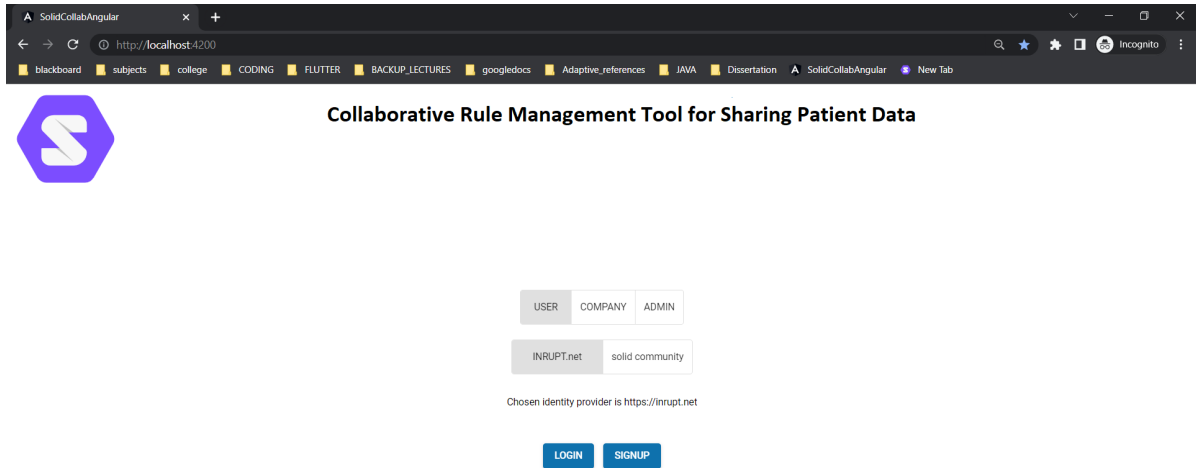 SolidCollabAngular
http://localhost:4200
Incognito
blackboard subjects college CODING FLUTTER BACKUP_LECTURES googledocs Adaptive_references JAVA Dissertation SolidCollabAngular New Tab
Collaborative Rule Management Tool for Sharing Patient Data
USER COMPANY ADMIN
INRUPT.net solid community
Chosen identity provider is https://inrupt.net
LOGIN SIGNUP